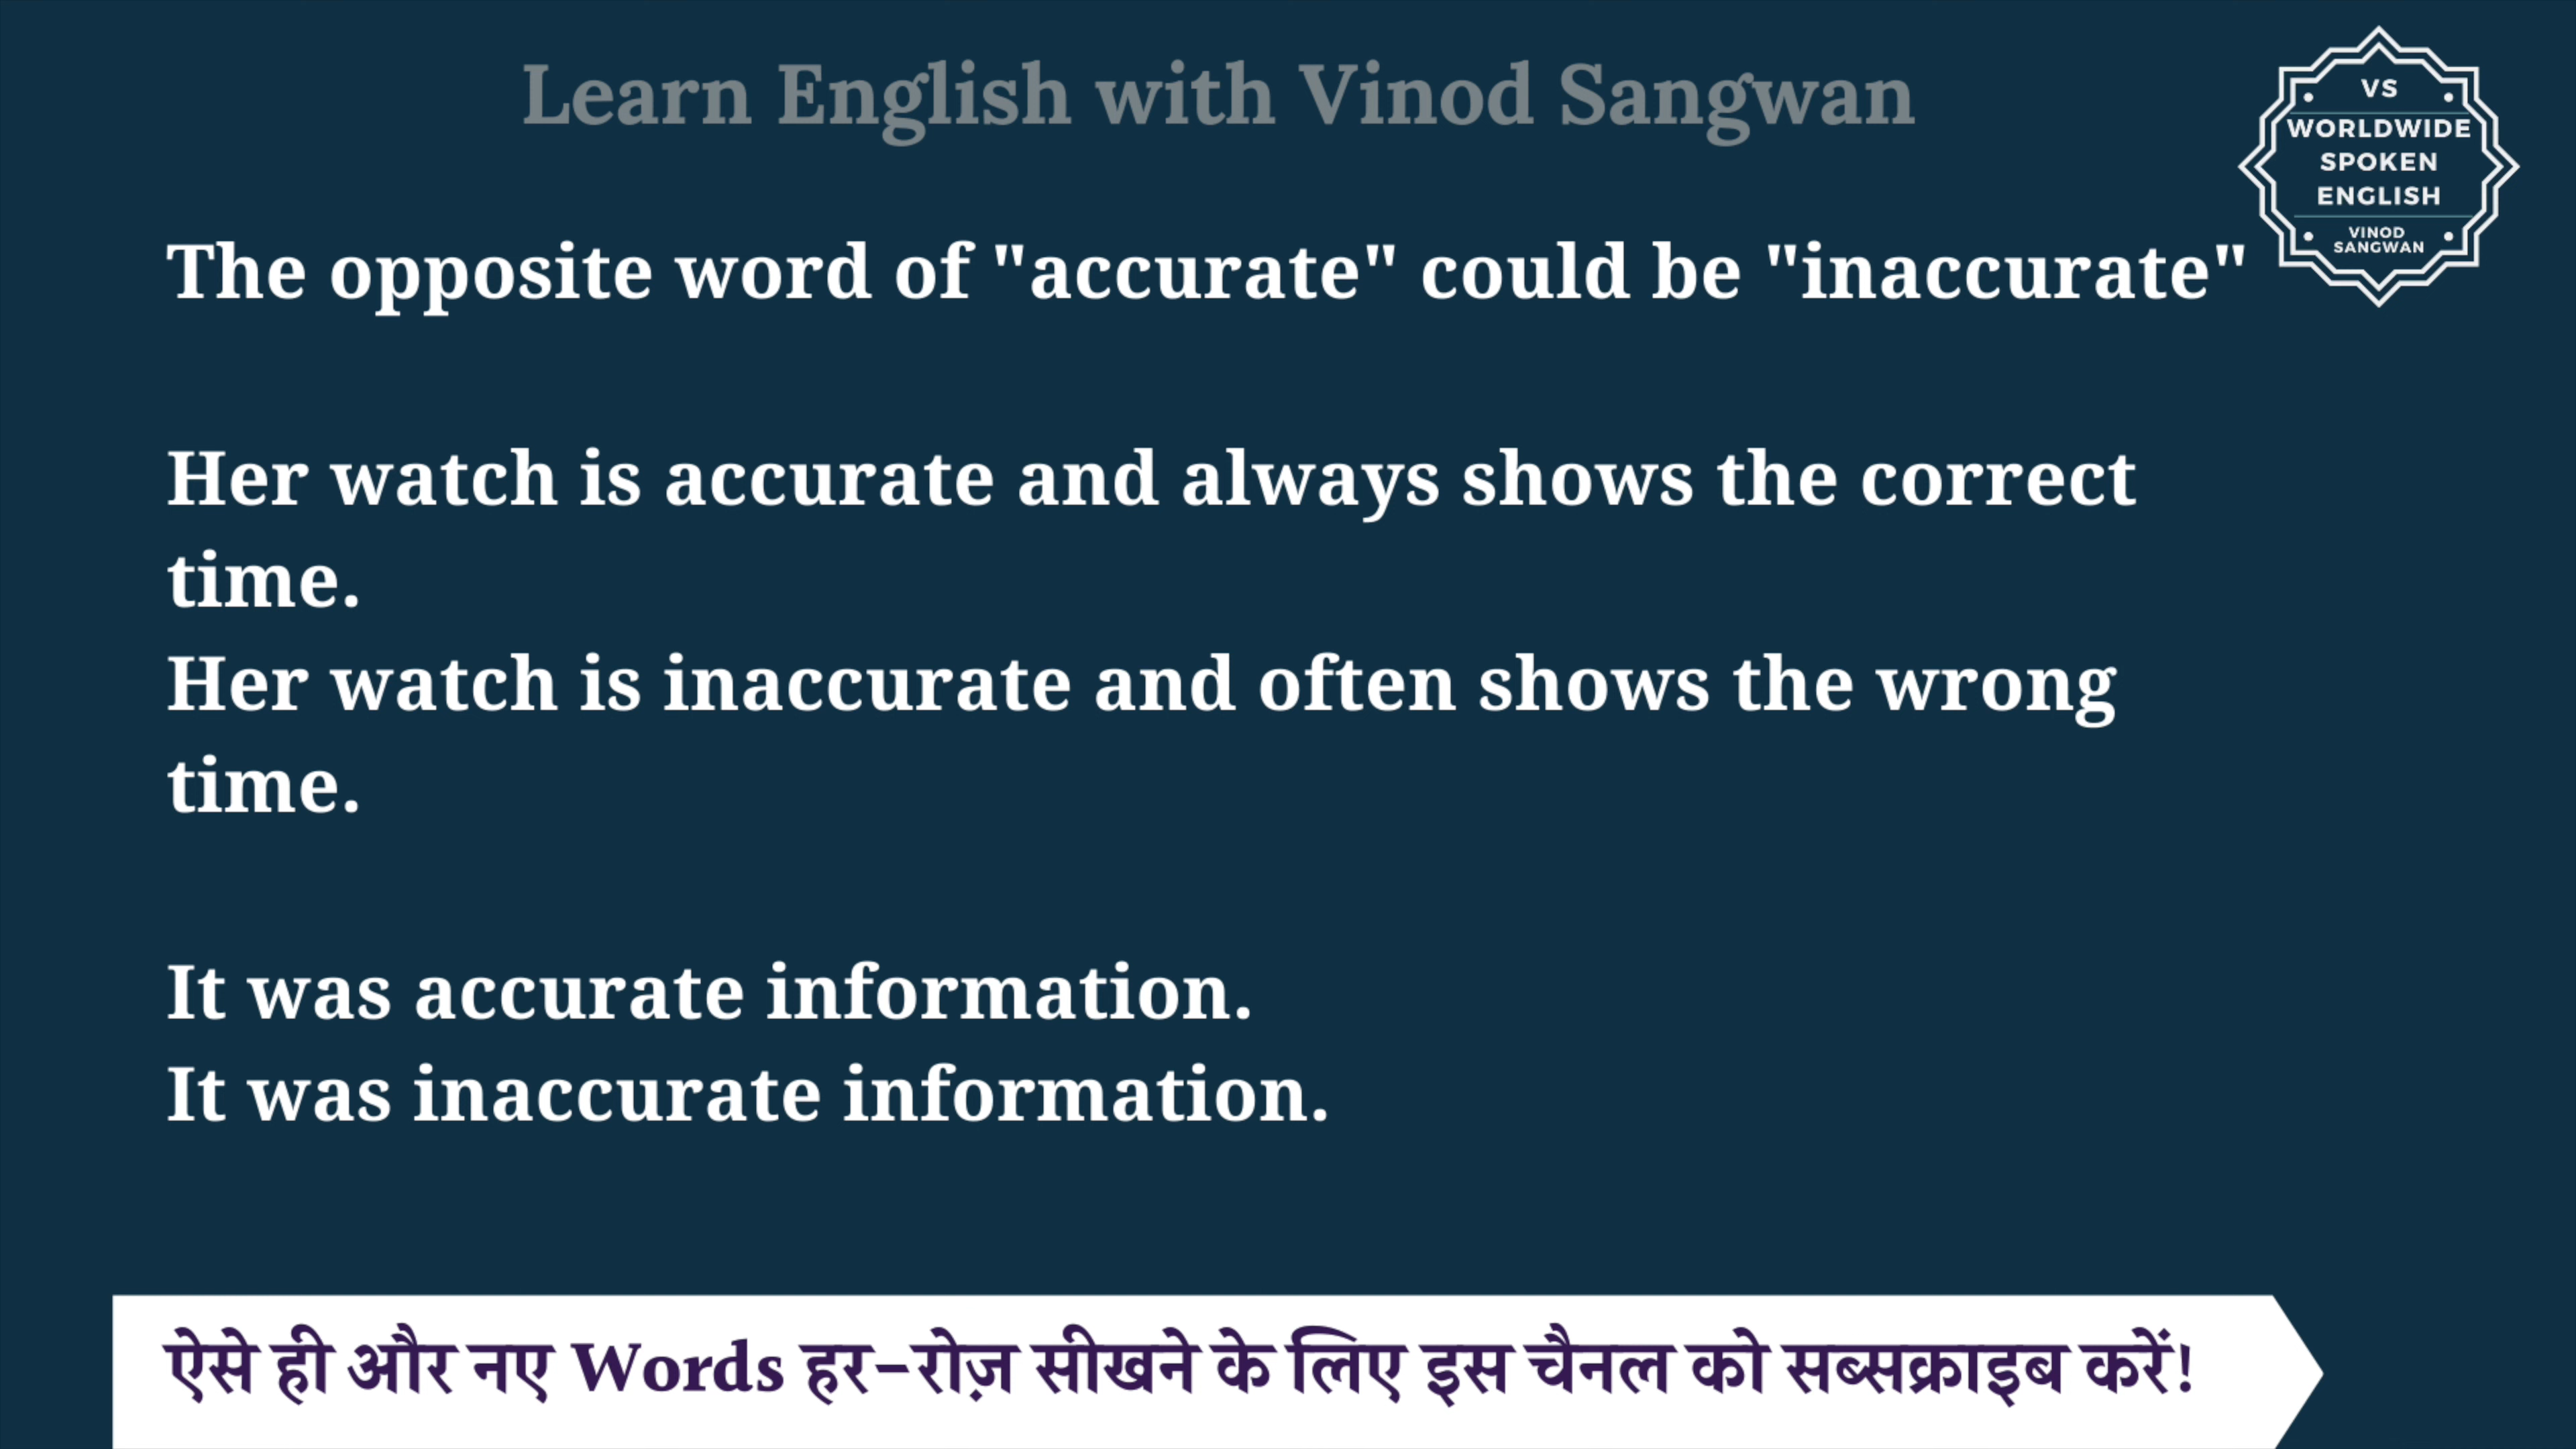 Learn English with Vinod Sangwan
VS
WORLDWIDE
SPOKEN
ENGLISH
VINOD
SANGWAN
The opposite word of "accurate" could be "inaccurate"
Her watch is accurate and always shows the correct
time.
Her watch is inaccurate and often shows the wrong
time.
It was accurate information.
It was inaccurate information.
ऐसे ही और नए Words हर-रोज़ सीखने के लिए इस चैनल को सब्सक्राइब करें!